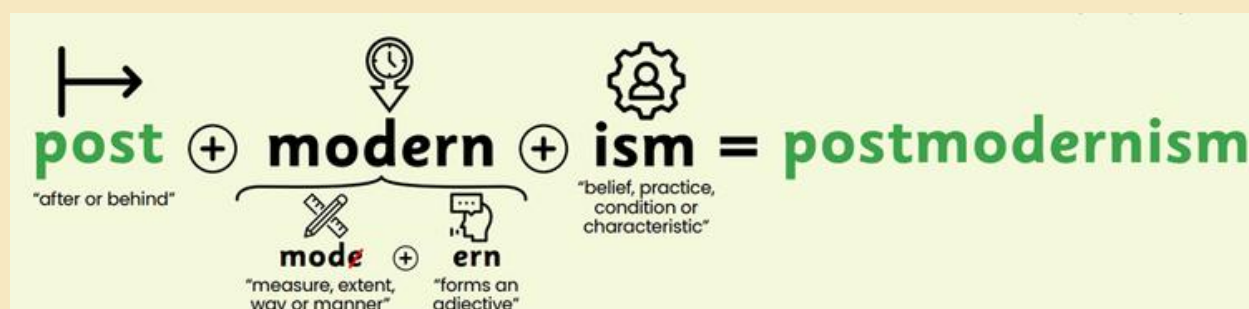 post + modern + ism = postmodernism
"after or behind"
"belief, practice,
condition or
characteristic"
mode + ern
"measure, extent,
way or manner"
"forms an
adjective"